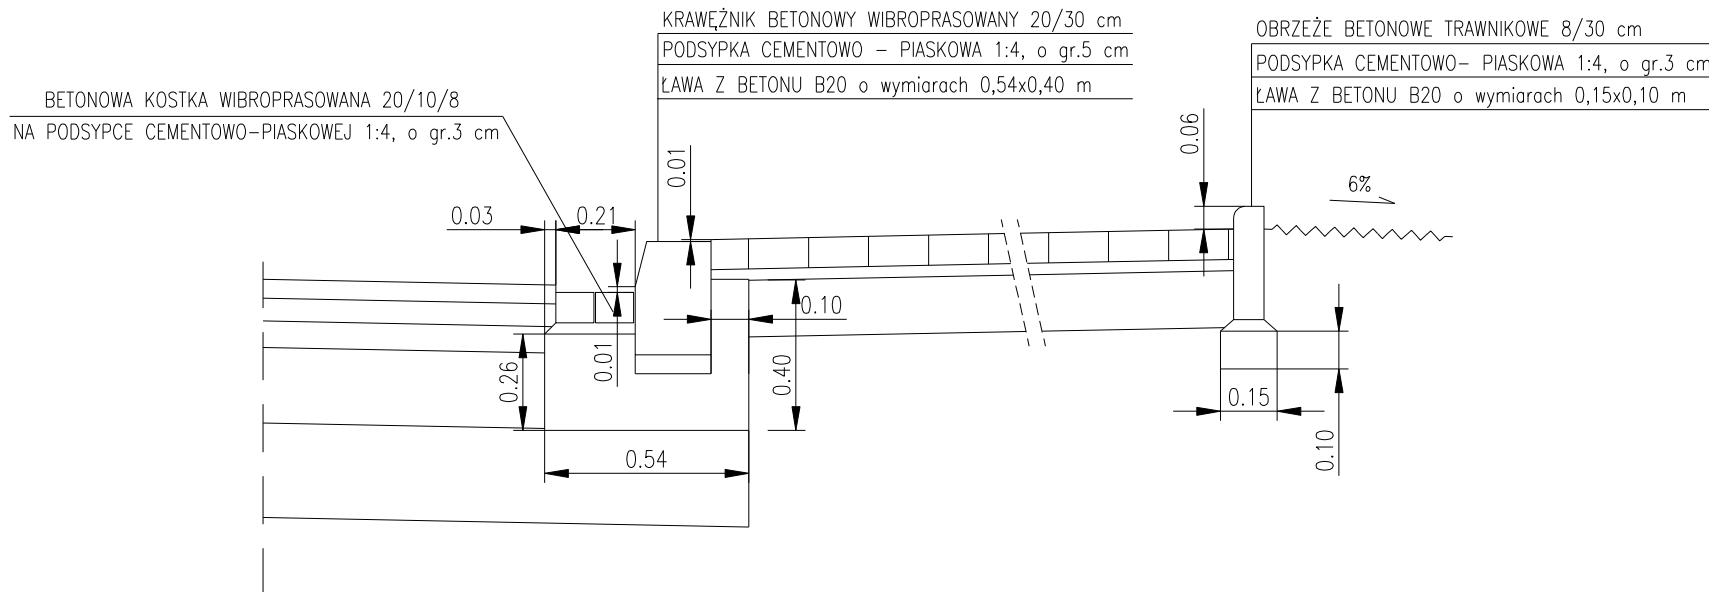 KRAWĘŻNIK BETONOWY WIBROPRASOWANY 20/30 cm
PODSYPKA CEMENTOWO - PIASKOWA 1:4, o gr.5 cm
ŁAWA Z BETONU B20 o wymiarach 0,54x0,40 m
OBRZEŻE BETONOWE TRAWNIKOWE 8/30 cm
PODSYPKA CEMENTOWO- PIASKOWA 1:4, o gr.3 cm
ŁAWA Z BETONU B20 o wymiarach 0,15x0,10 m
BETONOWA KOSTKA WIBROPRASOWANA 20/10/8
NA PODSYPCE CEMENTOWO-PIASKOWEJ 1:4, o gr.3 cm
0.03
0.21
0.01
0.06
6%
0.10
0.01
0.26
0.40
0.54
0.15
0.10